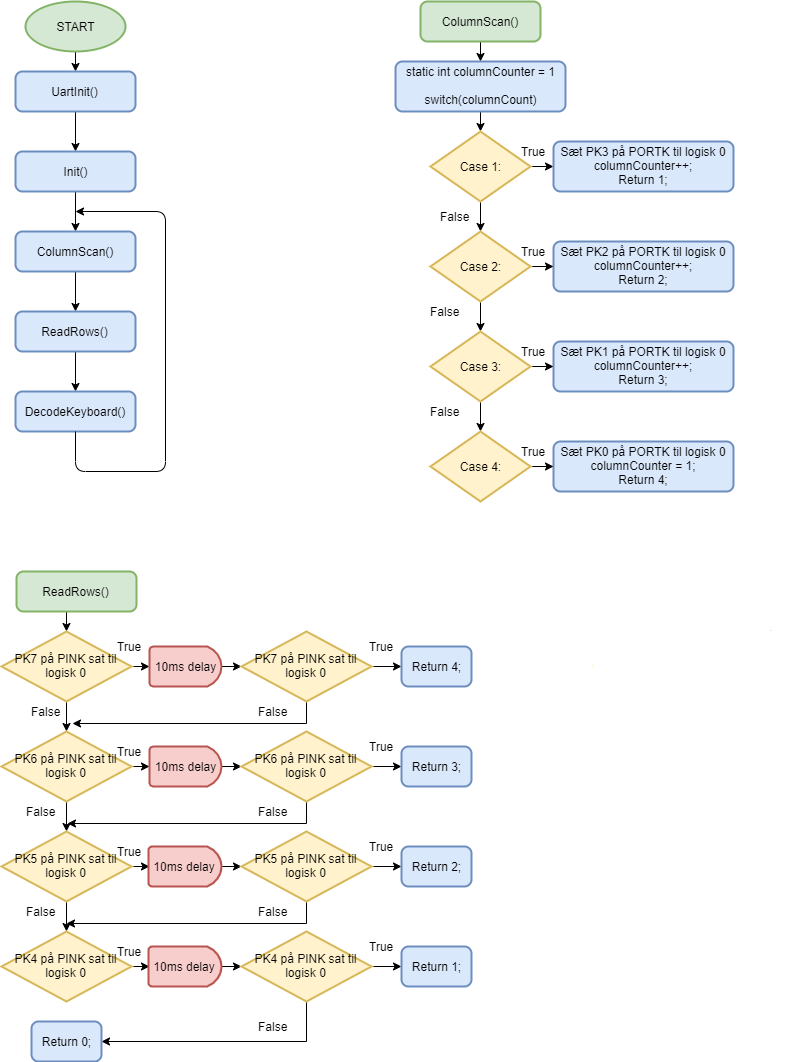 START
UartInit()
Init()
ColumnScan()
ReadRows()
DecodeKeyboard()
ColumnScan()
static int columnCounter = 1
switch(columnCount)
Case 1:
True
Sæt PK3 på PORTK til logisk 0
columnCounter++;
Return 1;
False
Case 2:
True
Sæt PK2 på PORTK til logisk 0
columnCounter++;
Return 2;
False
Case 3:
True
Sæt PK1 på PORTK til logisk 0
columnCounter++;
Return 3;
False
Case 4:
True
Sæt PK0 på PORTK til logisk 0
columnCounter = 1;
Return 4;
ReadRows()
PK7 på PINK sat til
logisk 0
True
10ms delay
PK7 på PINK sat til
logisk 0
True
Return 4;
False
False
PK6 på PINK sat til
logisk 0
True
10ms delay
PK6 på PINK sat til
logisk 0
True
Return 3;
False
False
PK5 på PINK sat til
logisk 0
True
10ms delay
PK5 på PINK sat til
logisk 0
True
Return 2;
False
False
PK4 på PINK sat til
logisk 0
True
10ms delay
PK4 på PINK sat til
logisk 0
True
Return 1;
False
Return 0;